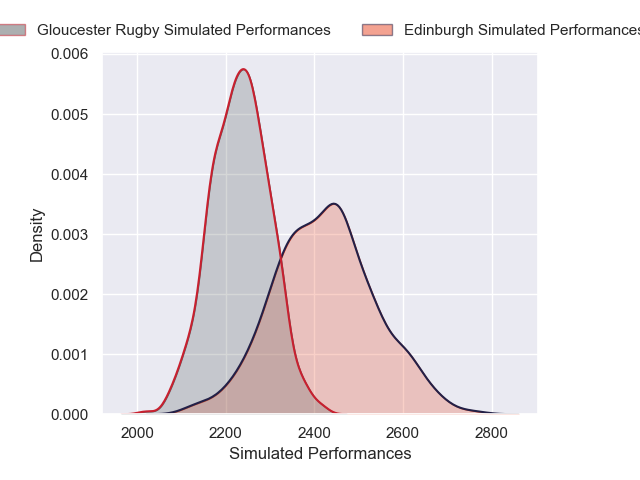 Gloucester Rugby Simulated Performances
Edinburgh Simulated Performances
0.006
0.005
0.004
0.003
0.002
0.001
0.000
Density
2000 2200 2400 2600 2800
Simulated Performances